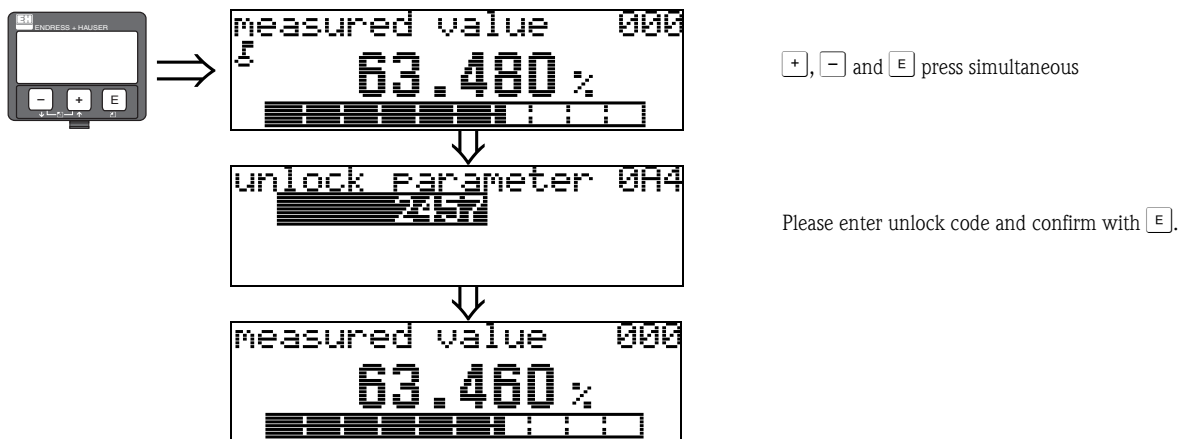 ENDRESS + HAUSER
- + E
measured value 000
63.480 %
+, - and E press simultaneous
unlock parameter 0A4
2457
Please enter unlock code and confirm with E.
measured value 000
63.460 %